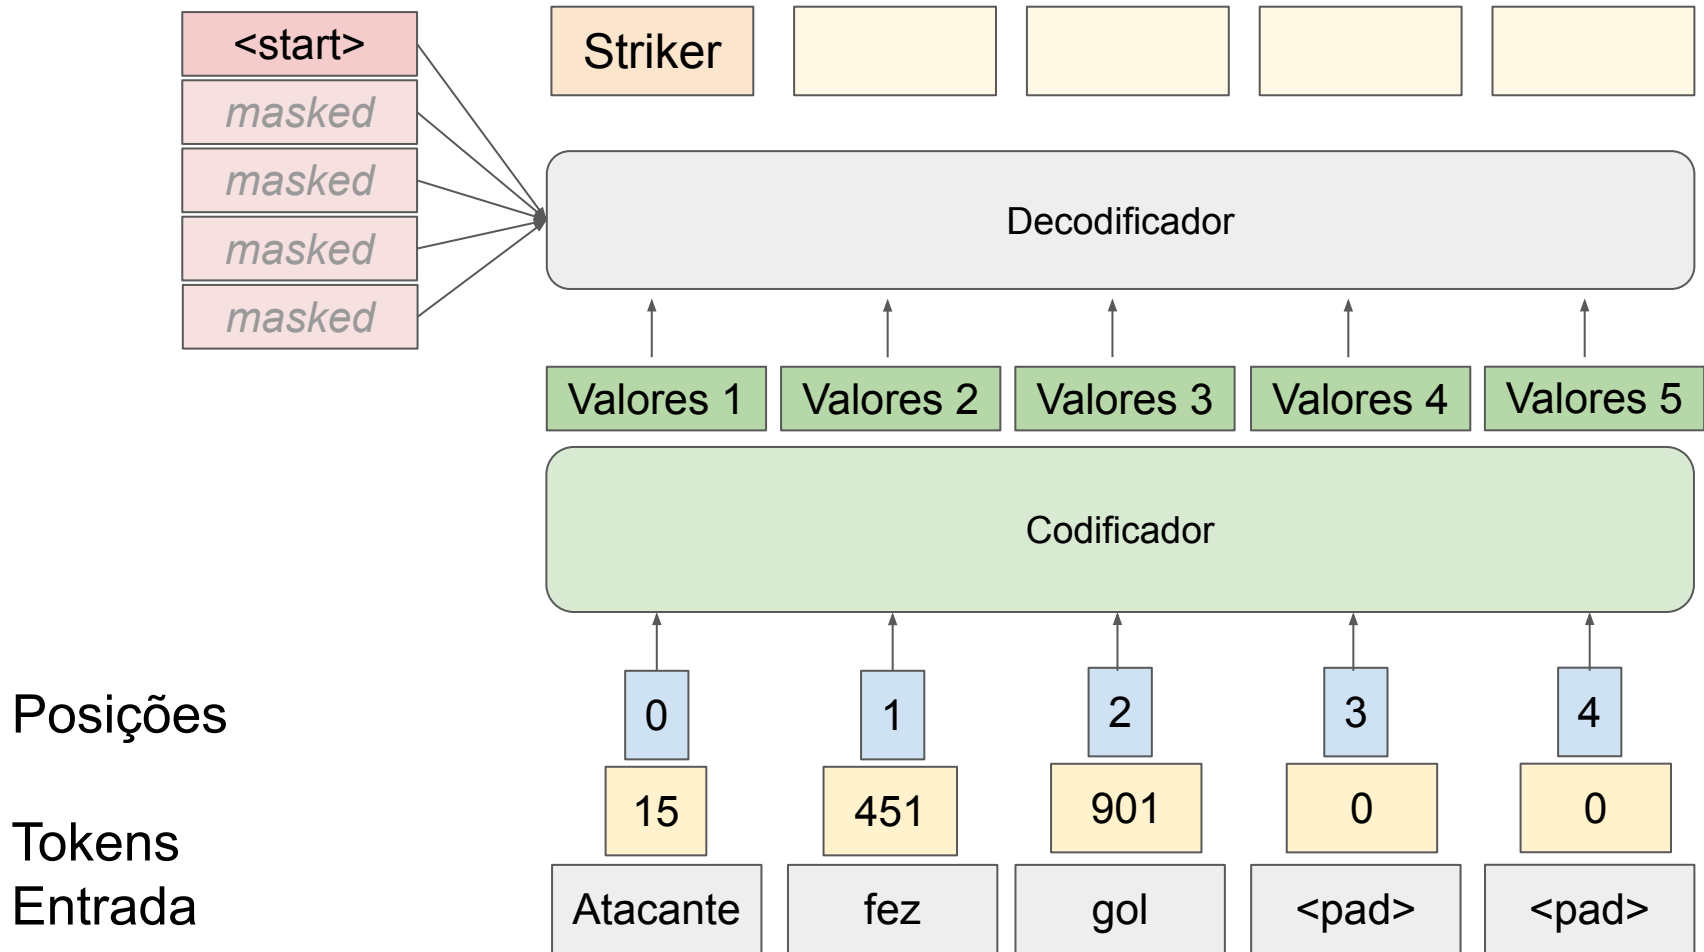 <start>
Striker
masked
masked
masked
masked
Decodificador
Valores 1 Valores 2 Valores 3 Valores 4 Valores 5
Codificador
Posições 0 1 2 3 4
Tokens 15 451 901 0 0
Entrada Atacante fez gol <pad> <pad>